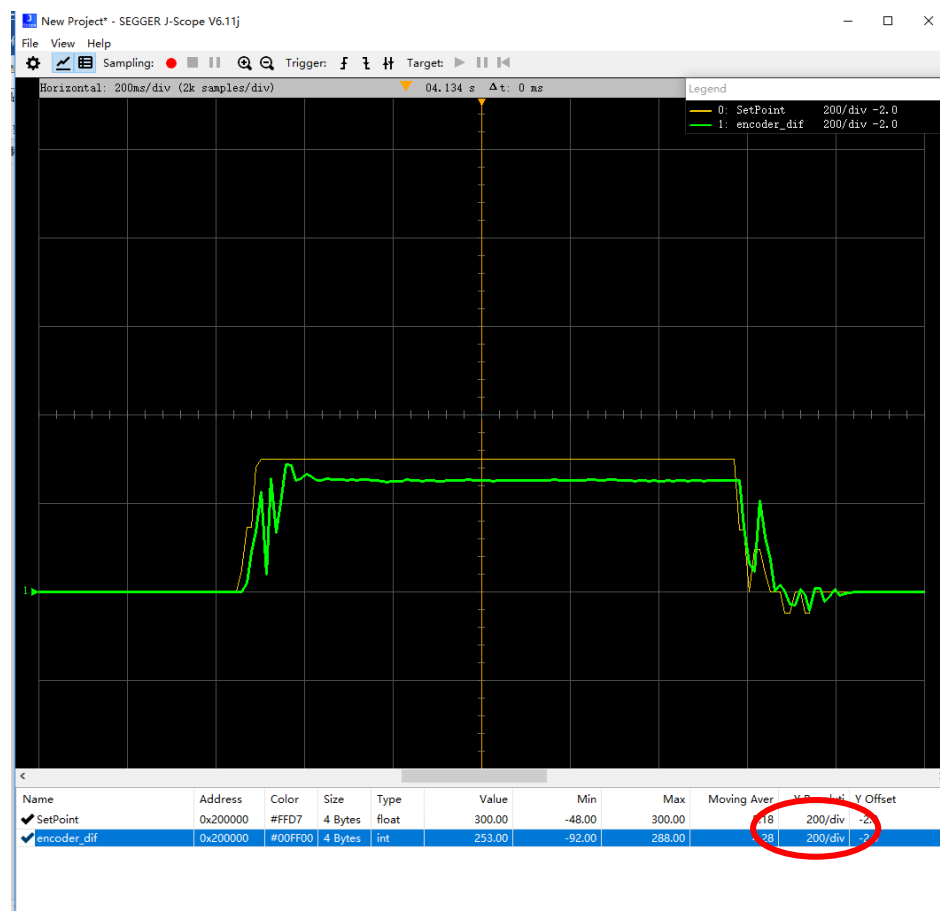 New Project* - SEGGER J-Scope V6.11j
File View Help
Sampling: Trigger: Target:
Horizontal: 200ms/div (2k samples/div) 04.134 s Δt: 0 ms
Legend
0: SetPoint 200/div -2.0
1: encoder_dif 200/div -2.0
1
Name Address Color Size Type Value Min Max Moving Aver Y Resoluti Y Offset
SetPoint 0x200000 #FFD7 4 Bytes float 300.00 -48.00 300.00 200/div
encoder_dif 0x200000 #00FF00 4 Bytes int 253.00 -92.00 288.00 200/div